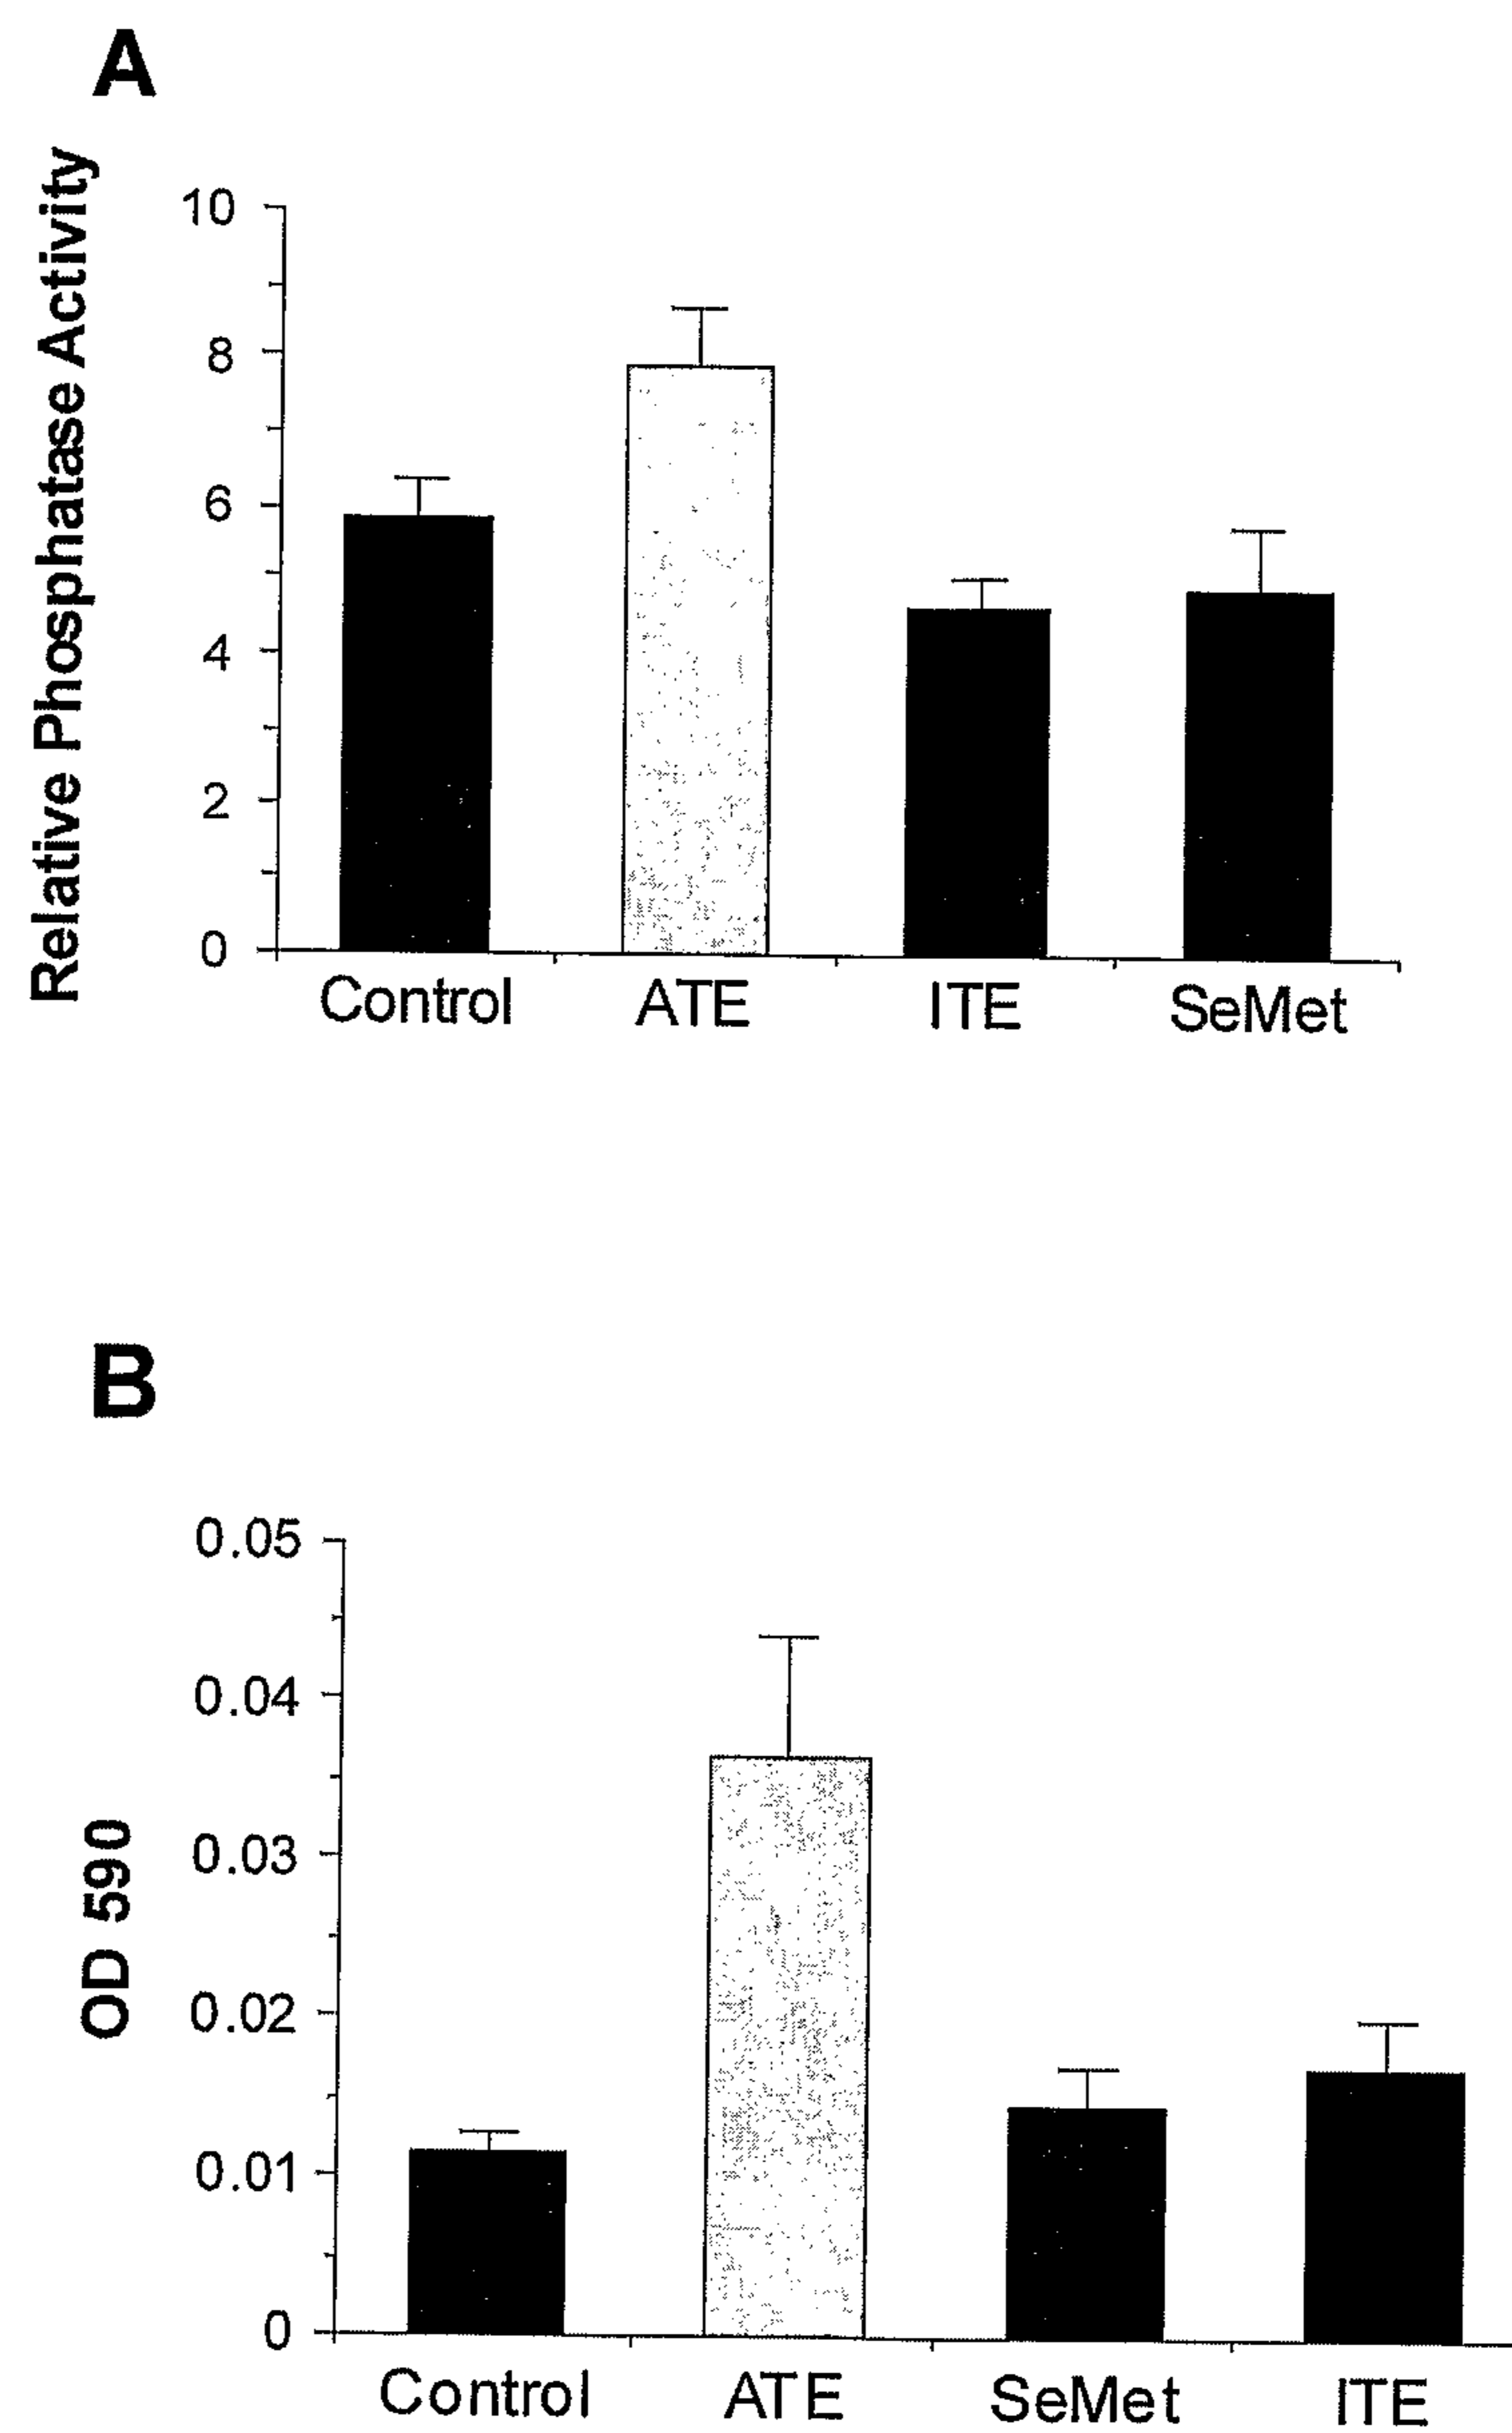 A
Relative Phosphatase Activity
10
8
6
4
2
0
Control ATE ITE SeMet
B
OD 590
0.05
0.04
0.03
0.02
0.01
0
Control ATE SeMet ITE